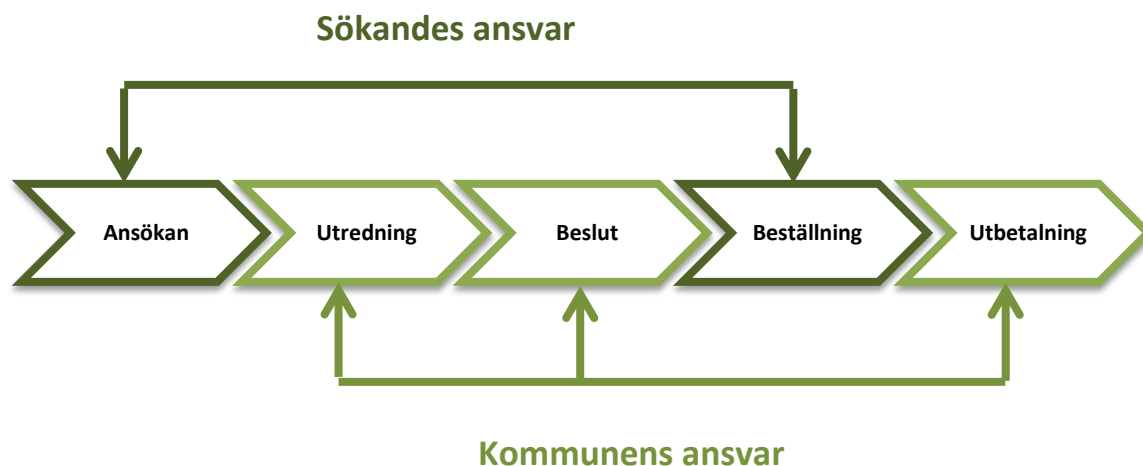 Sökandes ansvar
Ansökan
Utredning
Beslut
Beställning
Utbetalning
Kommunens ansvar